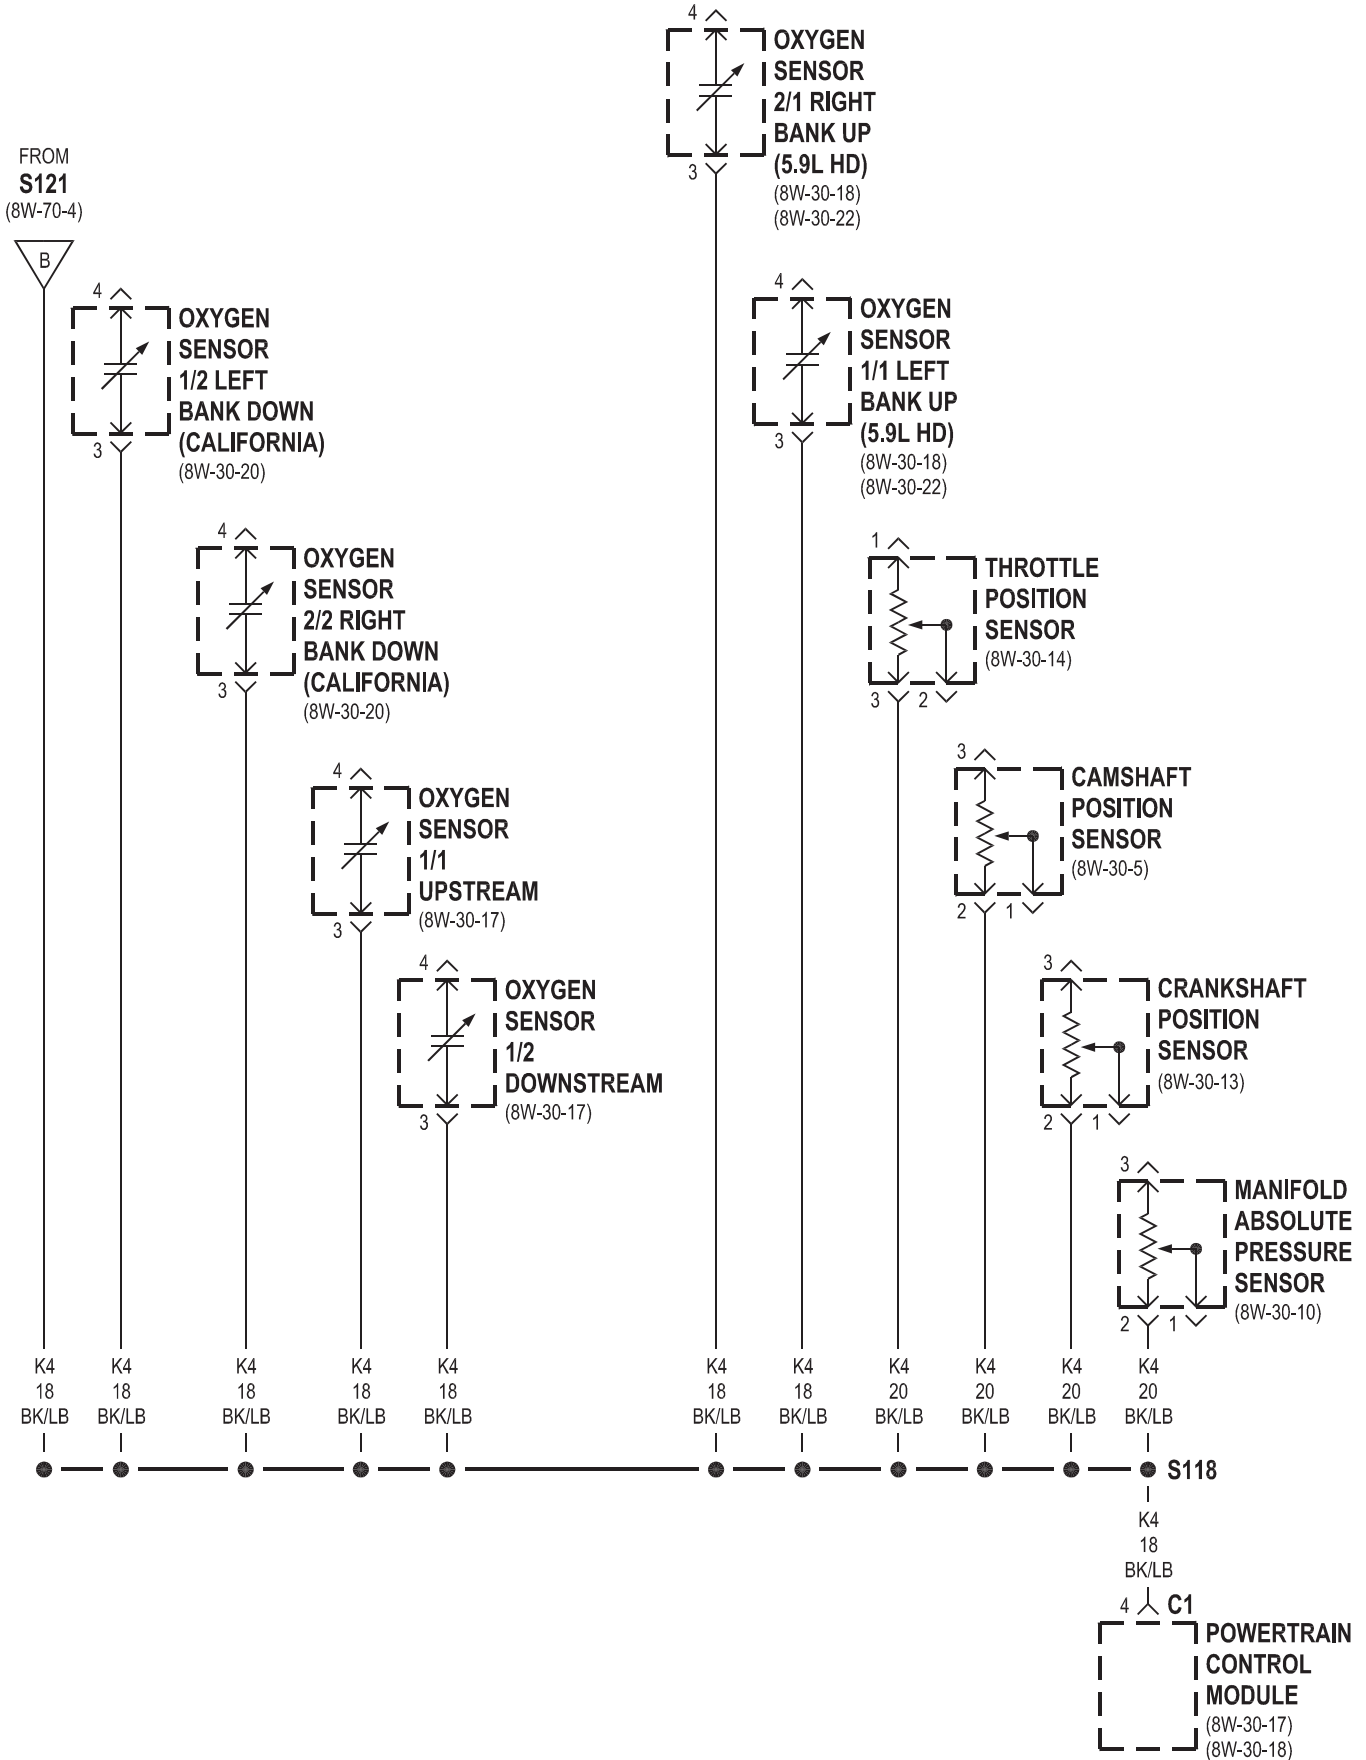 4
OXYGEN
SENSOR
2/1 RIGHT
BANK UP
(5.9L HD)
(8W-30-18)
(8W-30-22)
3
FROM
S121
(8W-70-4)
B
4
OXYGEN
SENSOR
1/2 LEFT
BANK DOWN
(CALIFORNIA)
(8W-30-20)
3
4
OXYGEN
SENSOR
1/1 LEFT
BANK UP
(5.9L HD)
(8W-30-18)
(8W-30-22)
3
4
OXYGEN
SENSOR
2/2 RIGHT
BANK DOWN
(CALIFORNIA)
(8W-30-20)
3
1
THROTTLE
POSITION
SENSOR
(8W-30-14)
3 2
4
OXYGEN
SENSOR
1/1
UPSTREAM
(8W-30-17)
3
3
CAMSHAFT
POSITION
SENSOR
(8W-30-5)
2 1
4
OXYGEN
SENSOR
1/2
DOWNSTREAM
(8W-30-17)
3
3
CRANKSHAFT
POSITION
SENSOR
(8W-30-13)
2 1
3
MANIFOLD
ABSOLUTE
PRESSURE
SENSOR
(8W-30-10)
2 1
K4 K4 K4 K4 K4 K4 K4 K4 K4 K4 K4
18 18 18 18 18 18 18 20 20 20 20
BK/LB BK/LB BK/LB BK/LB BK/LB BK/LB BK/LB BK/LB BK/LB BK/LB BK/LB
S118
K4
18
BK/LB
4 C1
POWERTRAIN
CONTROL
MODULE
(8W-30-17)
(8W-30-18)